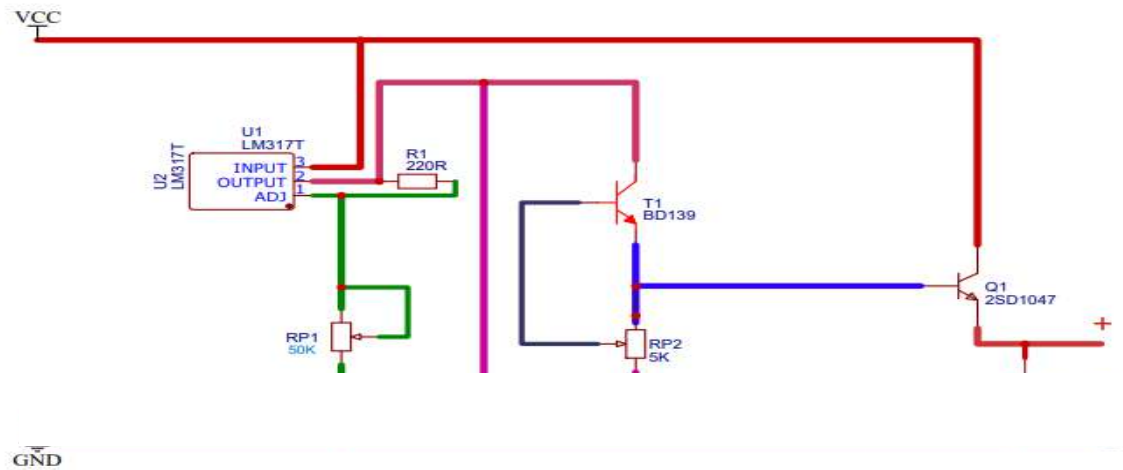 VCC
U1
LM317T
U2
LM317T
INPUT 3
OUTPUT 2
ADJ 1
R1
220R
T1
BD139
Q1
2SD1047
+
RP1
50K
RP2
5K
GND